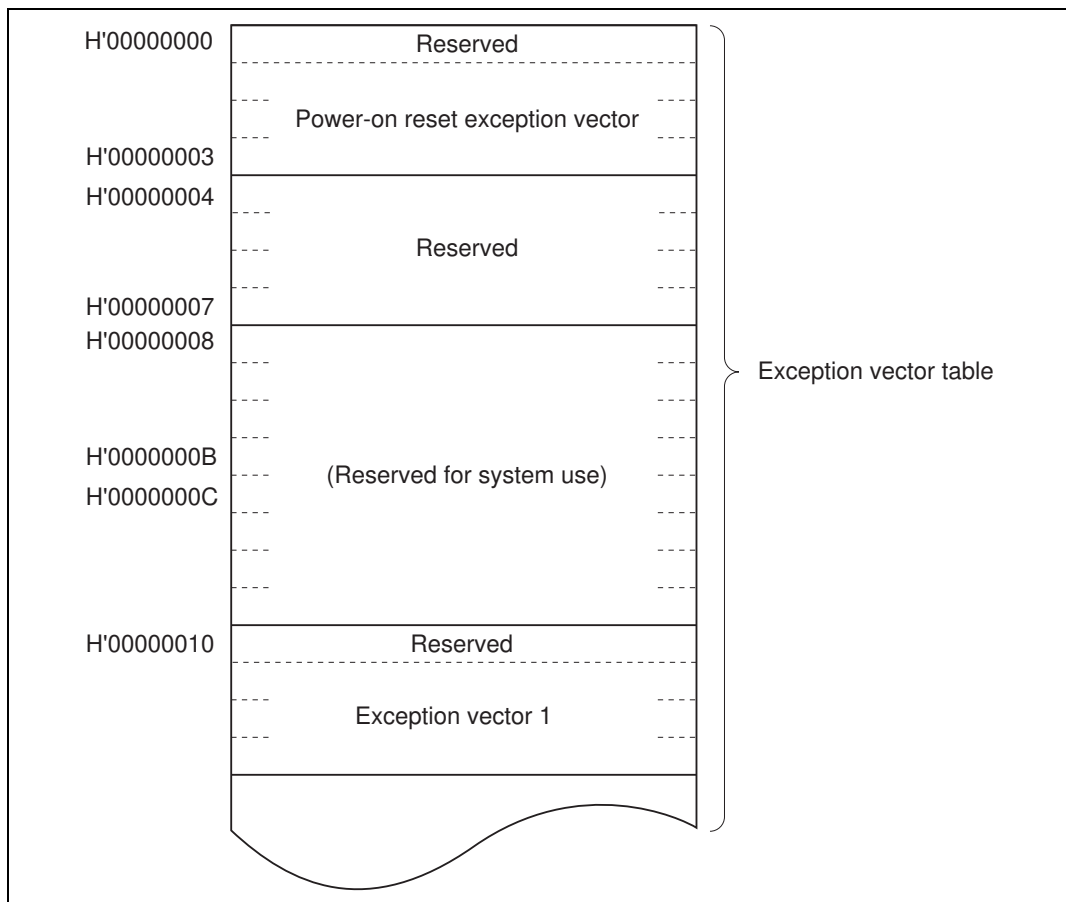 H'00000000
Reserved
Power-on reset exception vector
H'00000003
H'00000004
Reserved
H'00000007
H'00000008
Exception vector table
H'0000000B
(Reserved for system use)
H'0000000C
H'00000010
Reserved
Exception vector 1